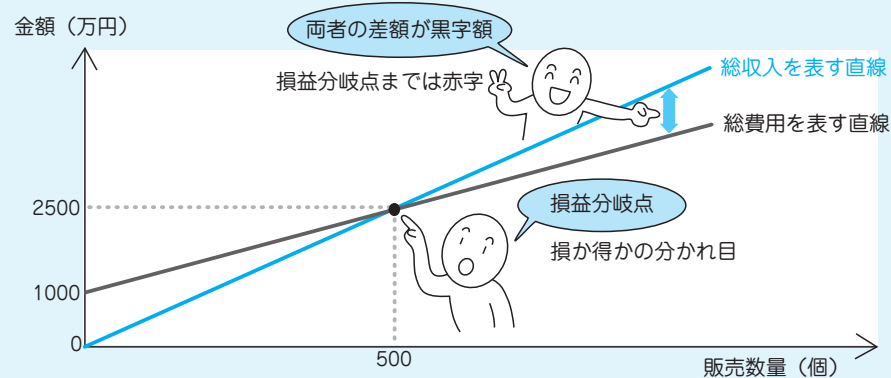 金額（万円）
両者の差額が黒字額
損益分岐点までは赤字
総収入を表す直線
総費用を表す直線
2500
損益分岐点
損か得かの分かれ目
1000
0
500
販売数量（個）